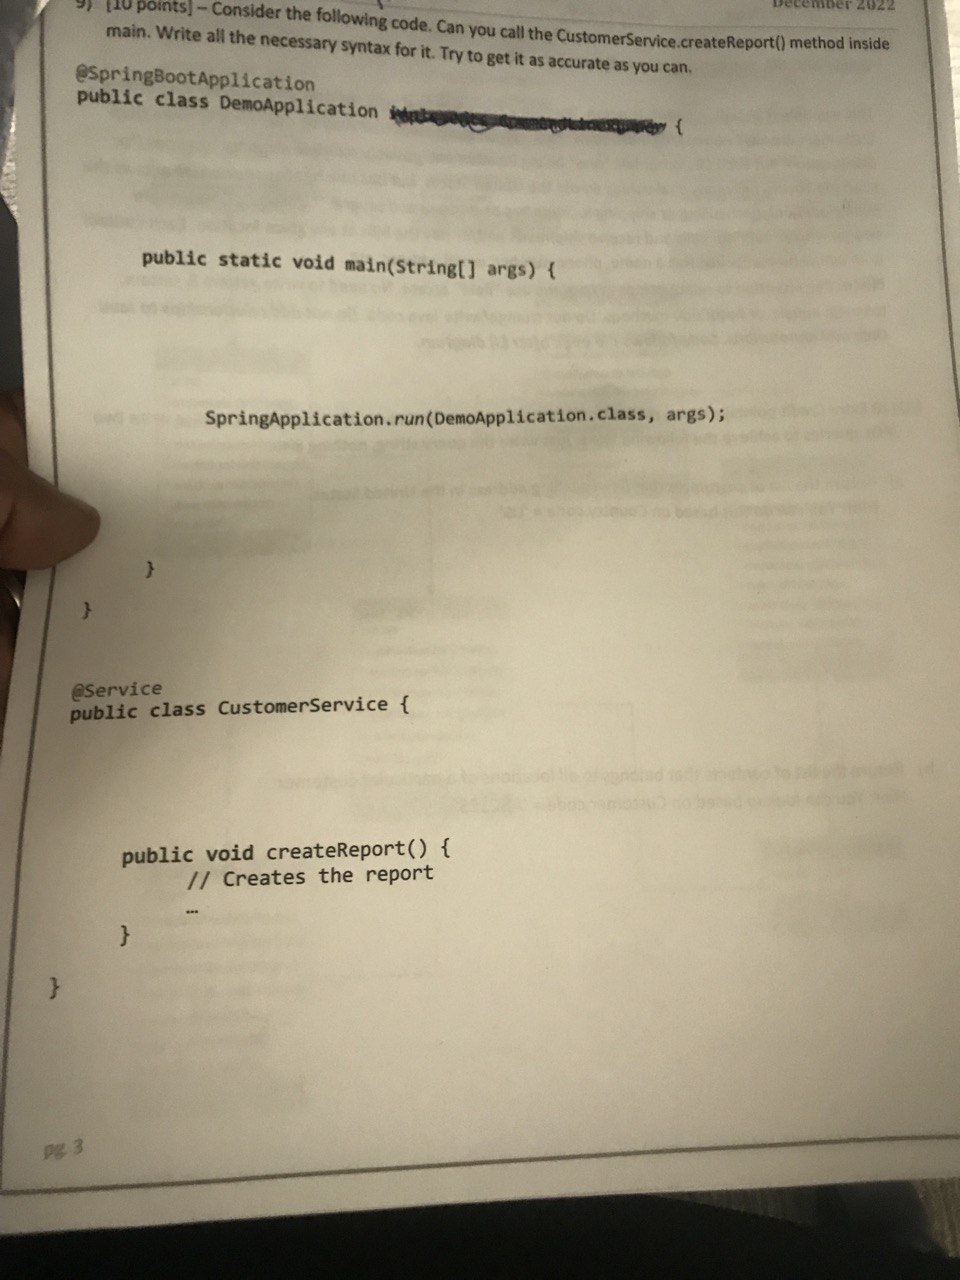 9) [10 points] – Consider the following code. Can you call the CustomerService.createReport() method inside
December 2022
main. Write all the necessary syntax for it. Try to get it as accurate as you can.
@SpringBootApplication
public class DemoApplication {
public static void main(String[] args) {
SpringApplication.run(DemoApplication.class, args);
}
}
@Service
public class CustomerService {
public void createReport() {
// Creates the report
…
}
}
pg 3